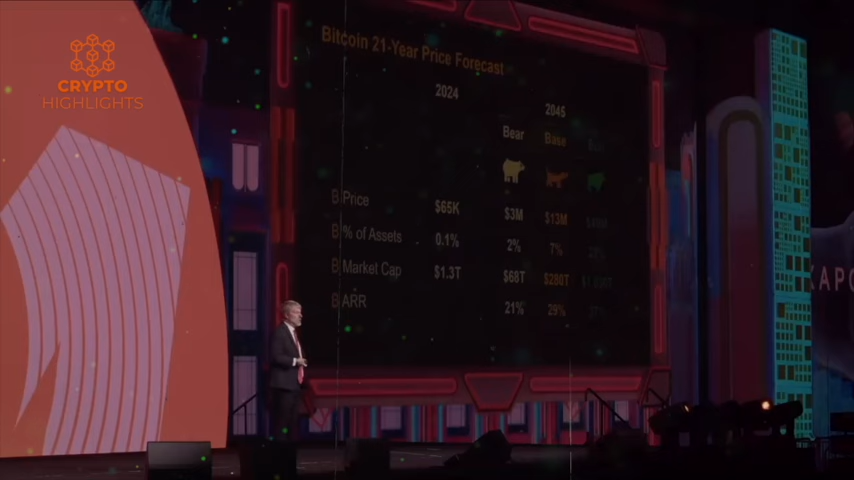 CRYPTO
HIGHLIGHTS
Bitcoin 21-Year Price Forecast
2024
2045
Bear Base
B Price $65K $3M $13M
B % of Assets 0.1% 2% 7%
B Market Cap $1.3T $68T $280T
B ARR 21% 29%
KAPO